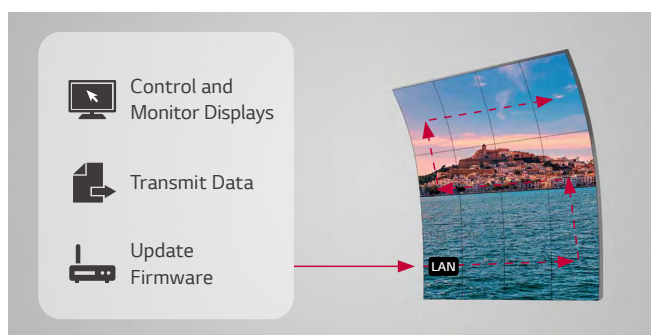 Control and
Monitor Displays
Transmit Data
Update
Firmware
LAN